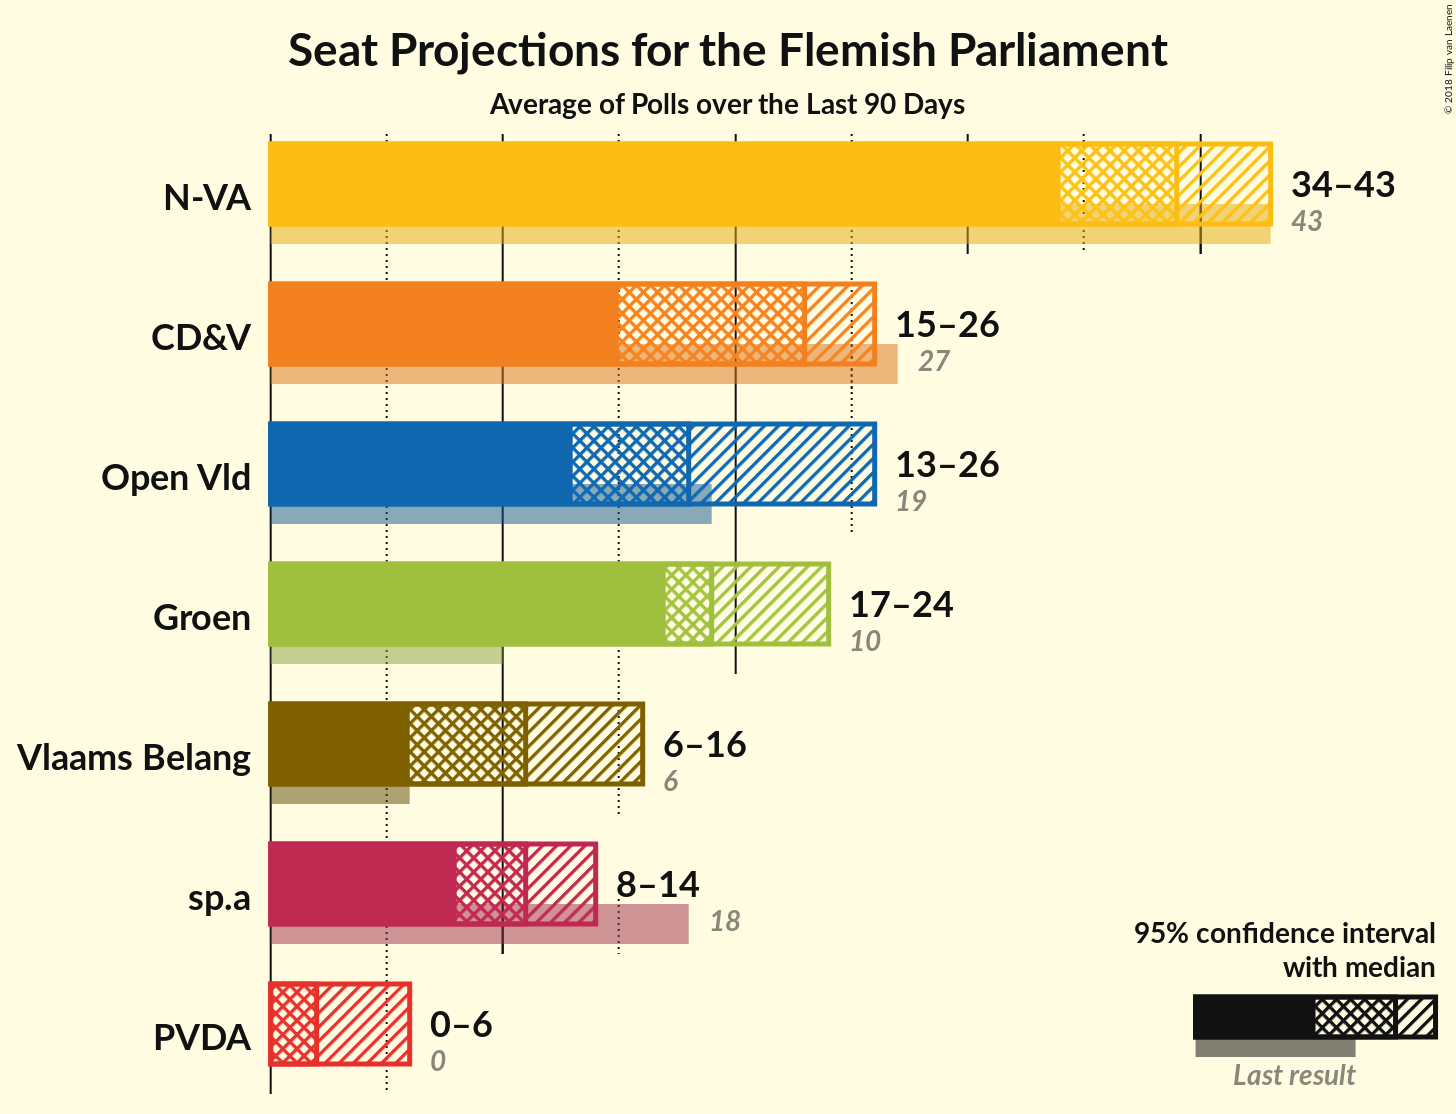 Seat Projections for the Flemish Parliament
Average of Polls over the Last 90 Days
© 2018 Filip van Laenen
N-VA
34–43
43
CD&V
15–26
27
Open Vld
13–26
19
Groen
17–24
10
Vlaams Belang
6–16
6
sp.a
8–14
18
PVDA
0–6
0
95% confidence interval
with median
Last result